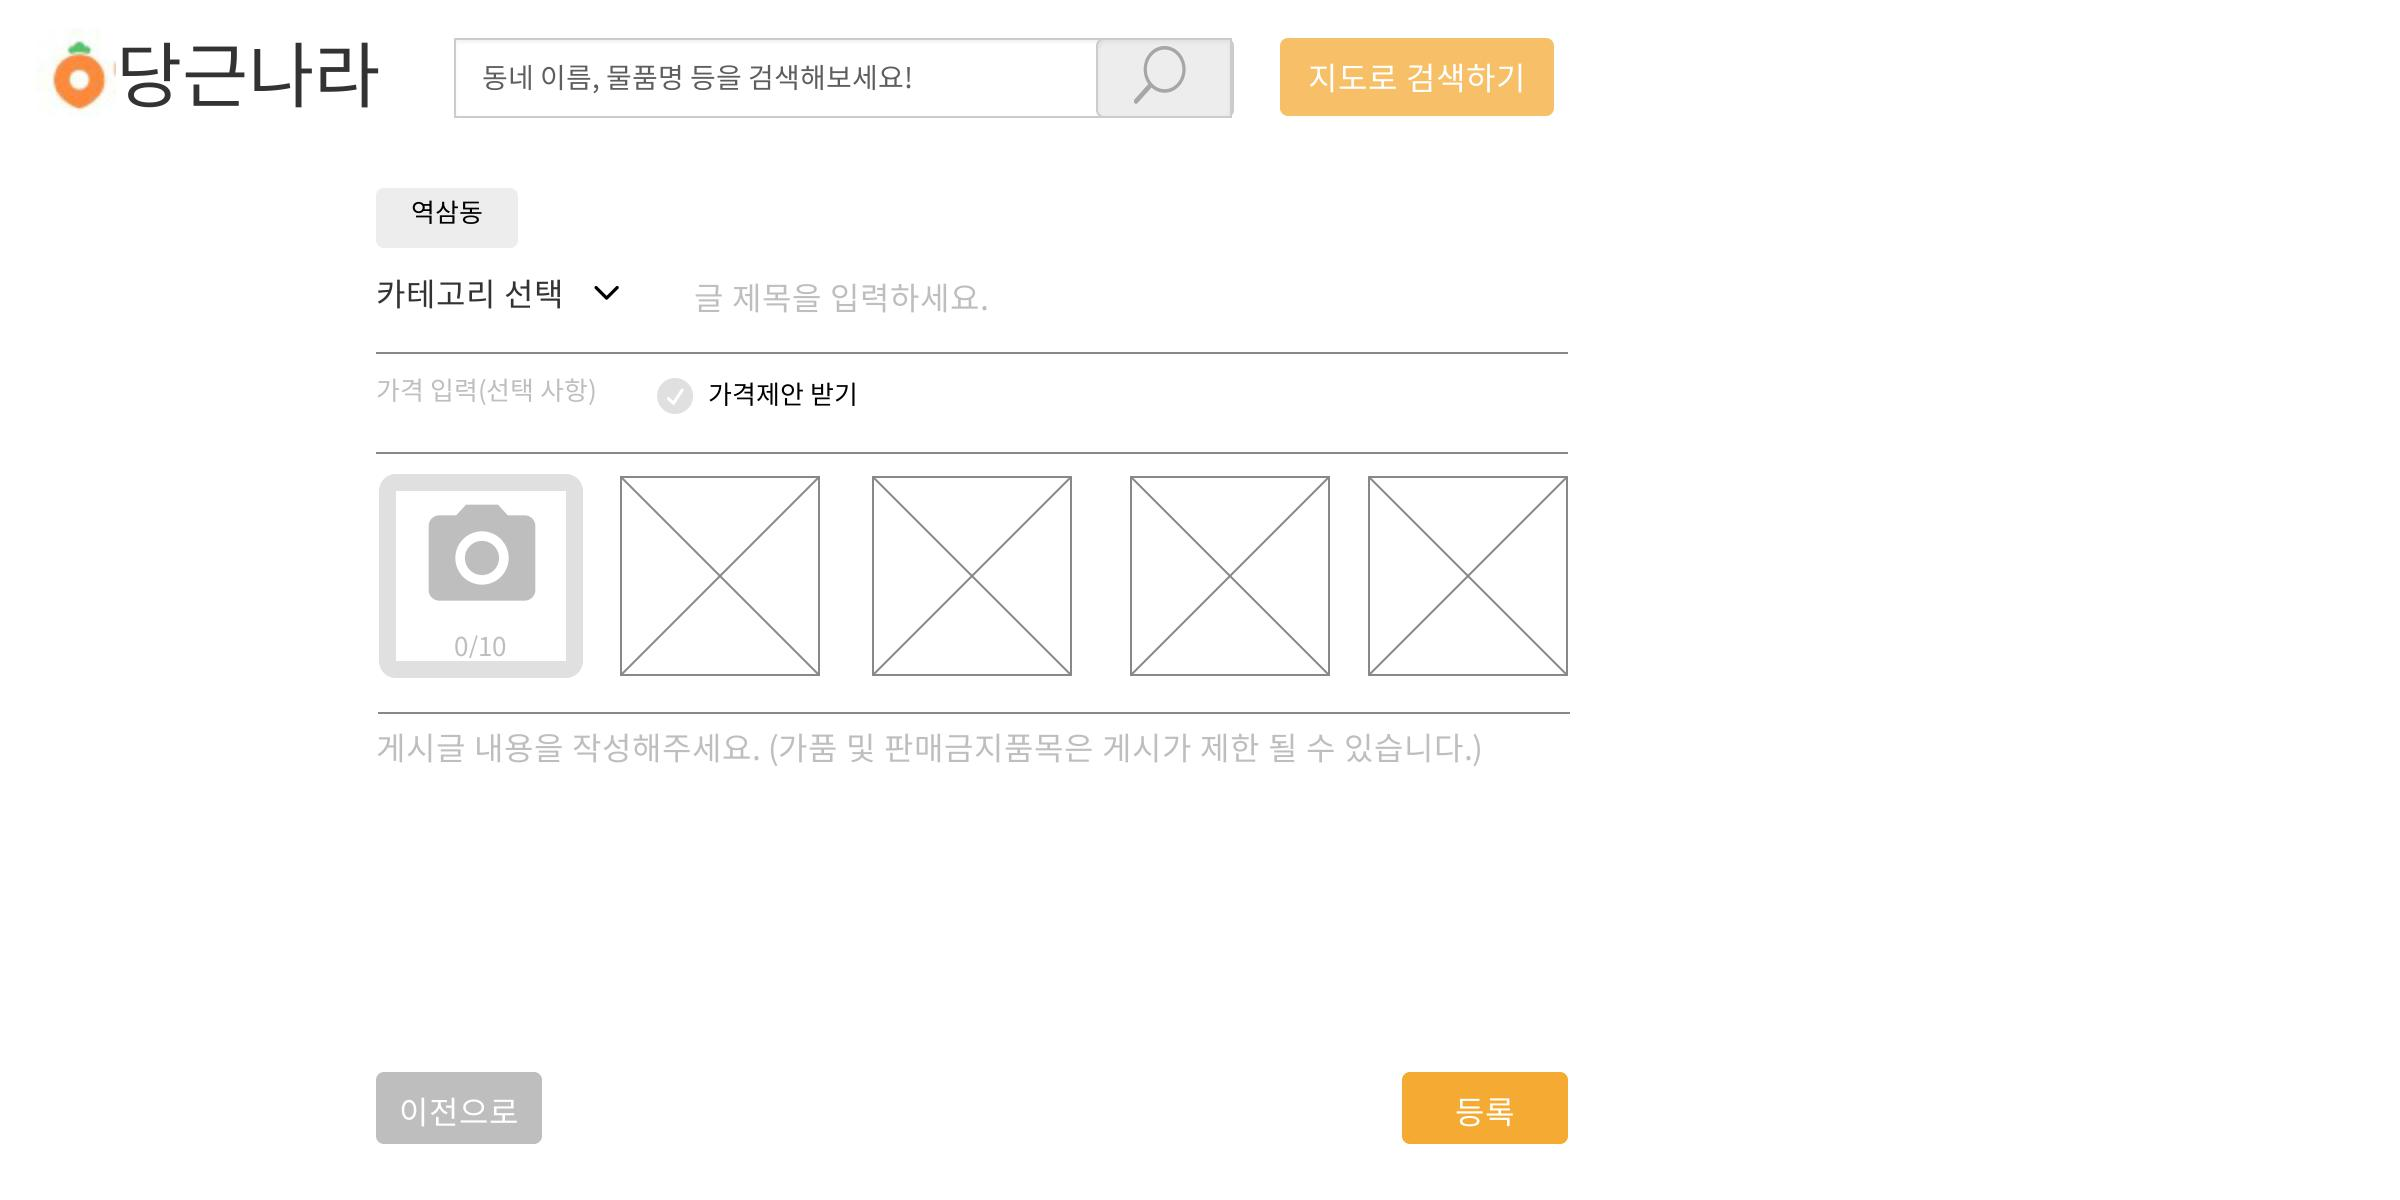 당근나라
동네 이름, 물품명 등을 검색해보세요!
지도로 검색하기
역삼동
카테고리 선택
글 제목을 입력하세요.
가격 입력(선택 사항)
가격제안 받기
0/10
게시글 내용을 작성해주세요. (가품 및 판매금지품목은 게시가 제한 될 수 있습니다.)
이전으로
등록